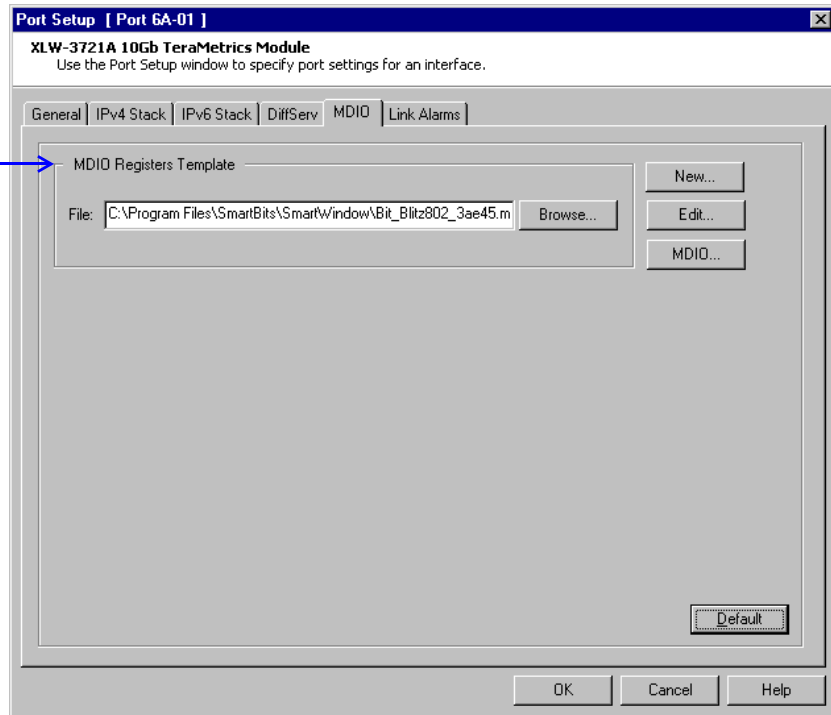 Port Setup [ Port 6A-01 ]
XLW-3721A 10Gb TeraMetrics Module
Use the Port Setup window to specify port settings for an interface.
General IPv4 Stack IPv6 Stack DiffServ MDIO Link Alarms
MDIO Registers Template
New...
File: C:\Program Files\SmartBits\SmartWindow\Bit_Blitz802_3ae45.m Browse... Edit...
MDIO...
Default
OK Cancel Help